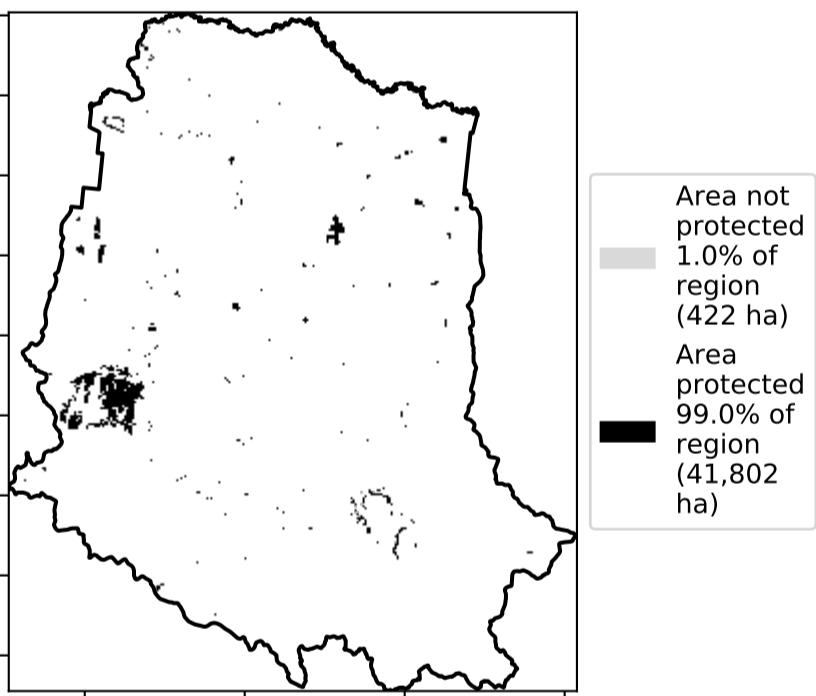 Area not
protected
1.0% of
region
(422 ha)
Area
protected
99.0% of
region
(41,802
ha)